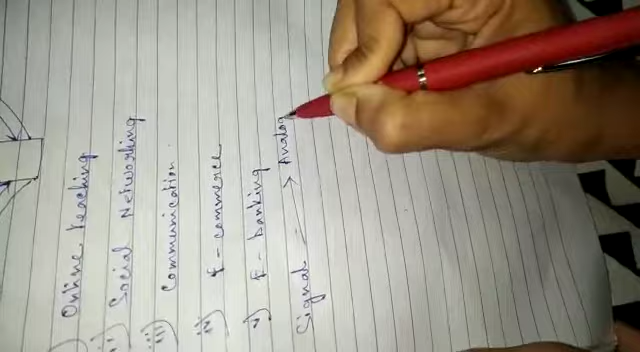 ) Online teaching
ii) Social Networking
iii) Communication.
iv) E-commerce
v) E-banking
Signal -> Analog